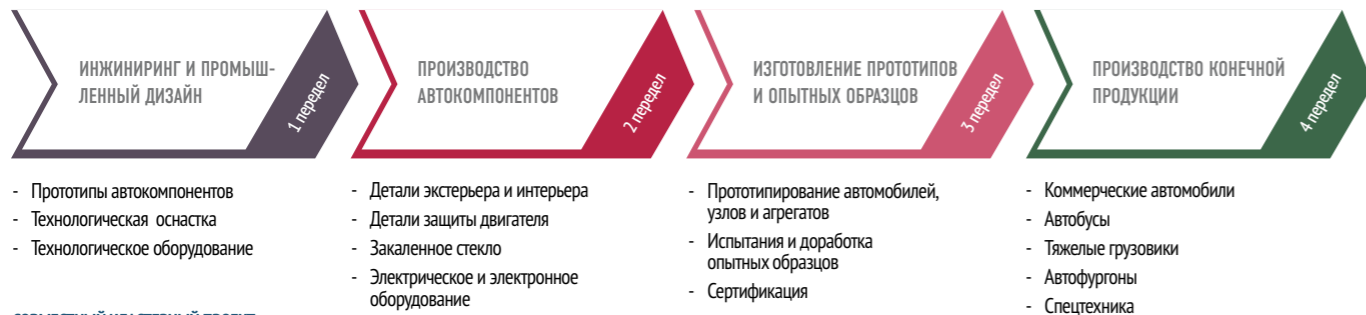 ИНЖИНИРИНГ И ПРОМЫШ-
ЛЕННЫЙ ДИЗАЙН
1 передел
- Прототипы автокомпонентов
- Технологическая оснастка
- Технологическое оборудование
ПРОИЗВОДСТВО
АВТОКОМПОНЕНТОВ
2 передел
- Детали экстерьера и интерьера
- Детали защиты двигателя
- Закаленное стекло
- Электрическое и электронное
оборудование
ИЗГОТОВЛЕНИЕ ПРОТОТИПОВ
И ОПЫТНЫХ ОБРАЗЦОВ
3 передел
- Прототипирование автомобилей,
узлов и агрегатов
- Испытания и доработка
опытных образцов
- Сертификация
ПРОИЗВОДСТВО КОНЕЧНОЙ
ПРОДУКЦИИ
4 передел
- Коммерческие автомобили
- Автобусы
- Тяжелые грузовики
- Автофургоны
- Спецтехника